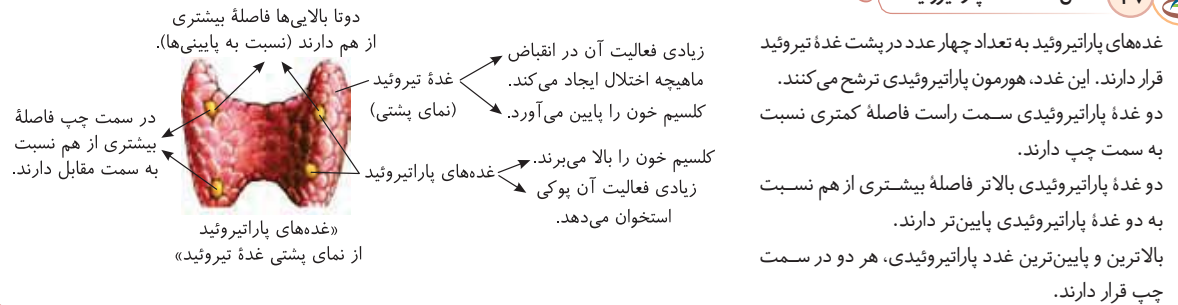 غده‌های پاراتیروئید به تعداد چهار عدد در پشت غدهٔ تیروئید
قرار دارند. این غدد، هورمون پاراتیروئیدی ترشح می‌کنند.
دو غدهٔ پاراتیروئیدی سمت راست فاصلهٔ کمتری نسبت
به سمت چپ دارند.
دو غدهٔ پاراتیروئیدی بالاتر فاصلهٔ بیشتری از هم نسبت
به دو غدهٔ پاراتیروئیدی پایین‌تر دارند.
بالاترین و پایین‌ترین غدد پاراتیروئیدی، هر دو در سمت
چپ قرار دارند.
دوتا بالایی‌ها فاصلهٔ بیشتری
از هم دارند (نسبت به پایینی‌ها).
زیادی فعالیت آن در انقباض
ماهیچه اختلال ایجاد می‌کند.
کلسیم خون را پایین می‌آورد.
غدهٔ تیروئید
(نمای پشتی)
کلسیم خون را بالا می‌برند.
زیادی فعالیت آن پوکی
استخوان می‌دهد.
غده‌های پاراتیروئید
در سمت چپ فاصلهٔ
بیشتری از هم نسبت
به سمت مقابل دارند.
«غده‌های پاراتیروئید
از نمای پشتی غدهٔ تیروئید»